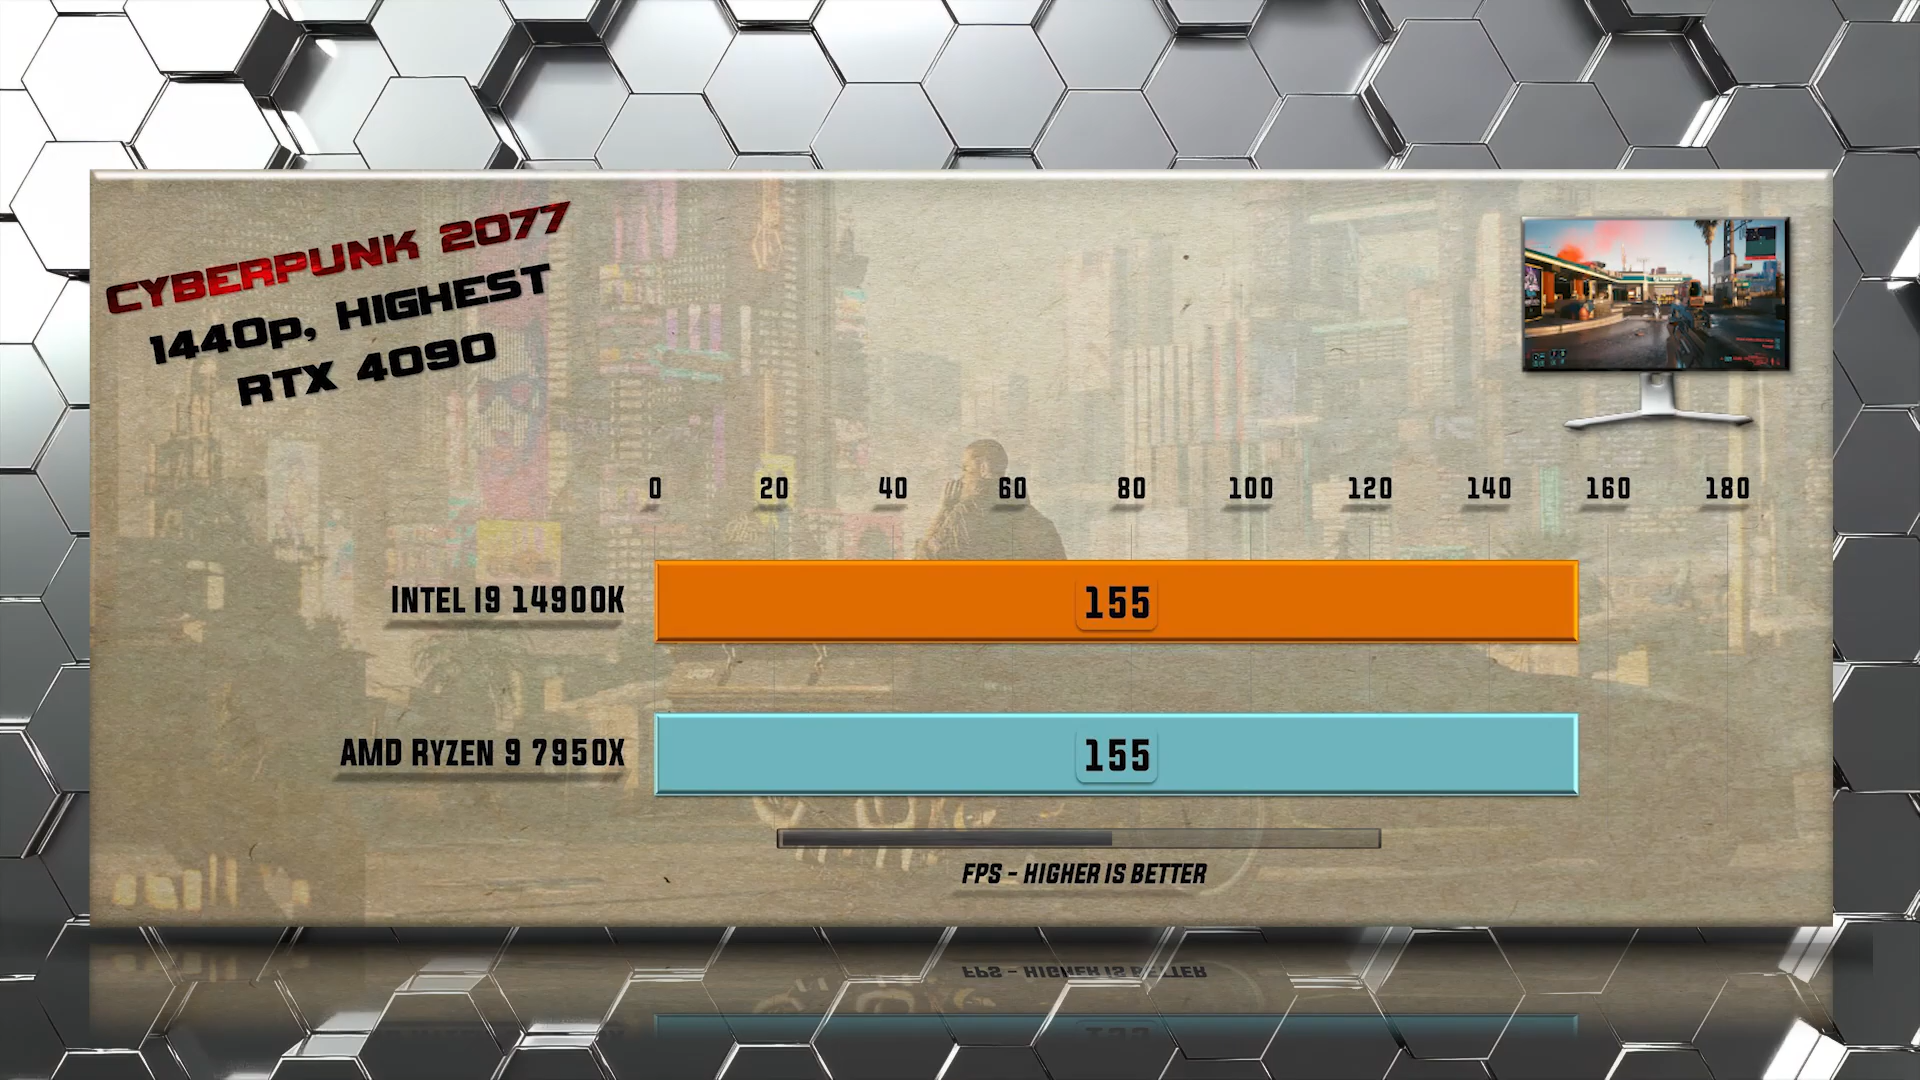 CYBERPUNK 2077
1440p, HIGHEST
RTX 4090
0 20 40 60 80 100 120 140 160 180
INTEL I9 14900K
155
AMD RYZEN 9 7950X
155
FPS - HIGHER IS BETTER